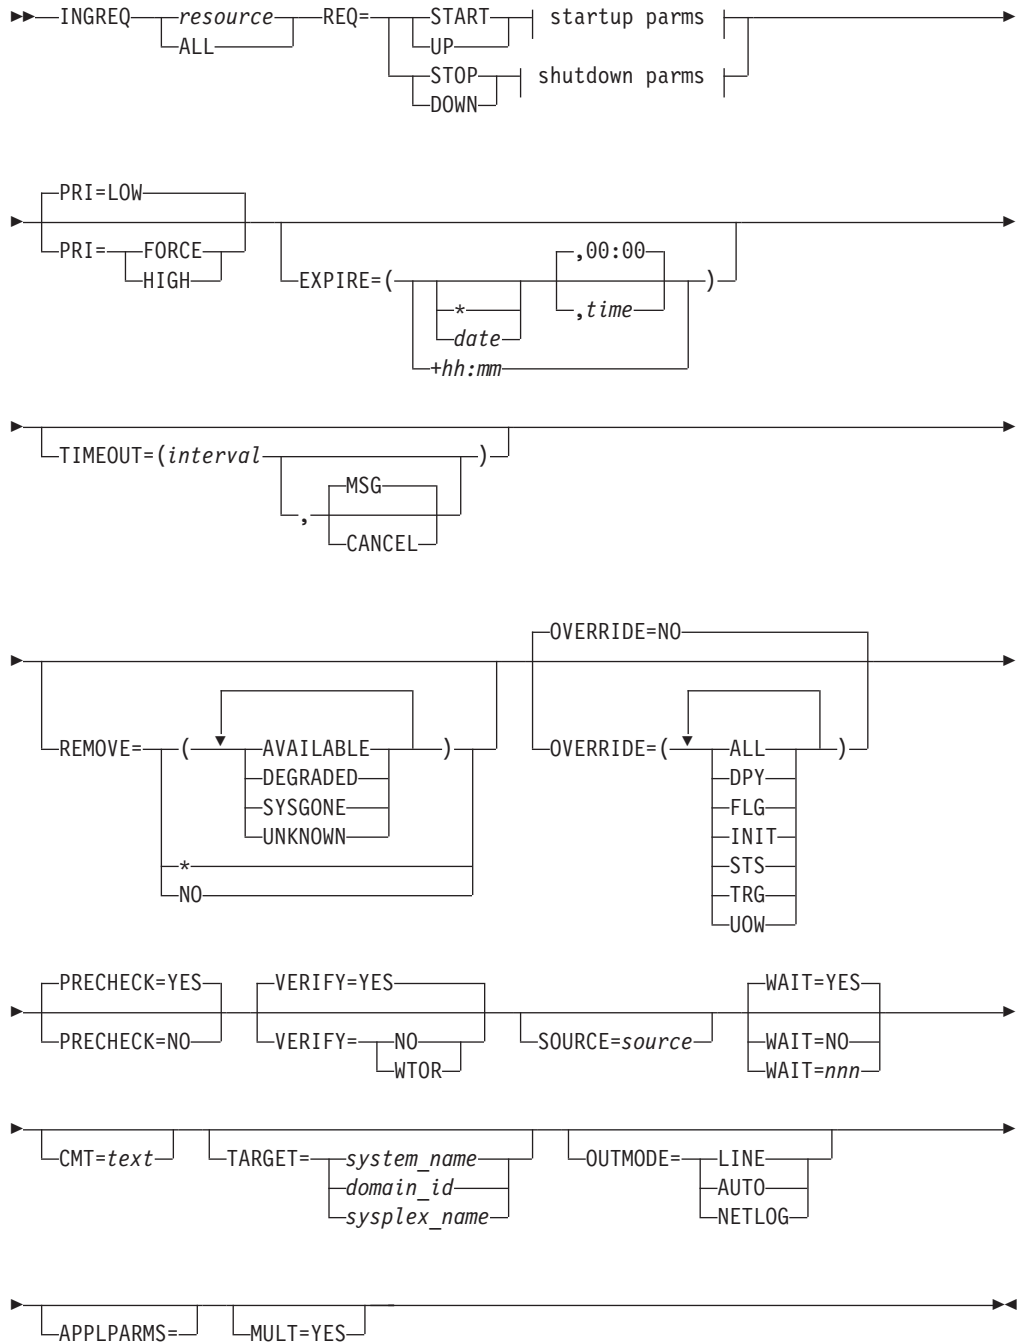 INGREQ resource REQ= START startup parms
ALL UP
STOP shutdown parms
DOWN
PRI=LOW
PRI= FORCE ,00:00
HIGH EXPIRE=( )
* ,time
date
+hh:mm
TIMEOUT=(interval )
MSG
,
CANCEL
OVERRIDE=NO
REMOVE= ( AVAILABLE ) OVERRIDE=( ALL )
DEGRADED DPY
SYSGONE FLG
UNKNOWN INIT
* STS
NO TRG
UOW
PRECHECK=YES VERIFY=YES WAIT=YES
PRECHECK=NO VERIFY= NO SOURCE=source WAIT=NO
WTOR WAIT=nnn
CMT=text TARGET= system_name OUTMODE= LINE
domain_id AUTO
sysplex_name NETLOG
APPLPARMS= MULT=YES